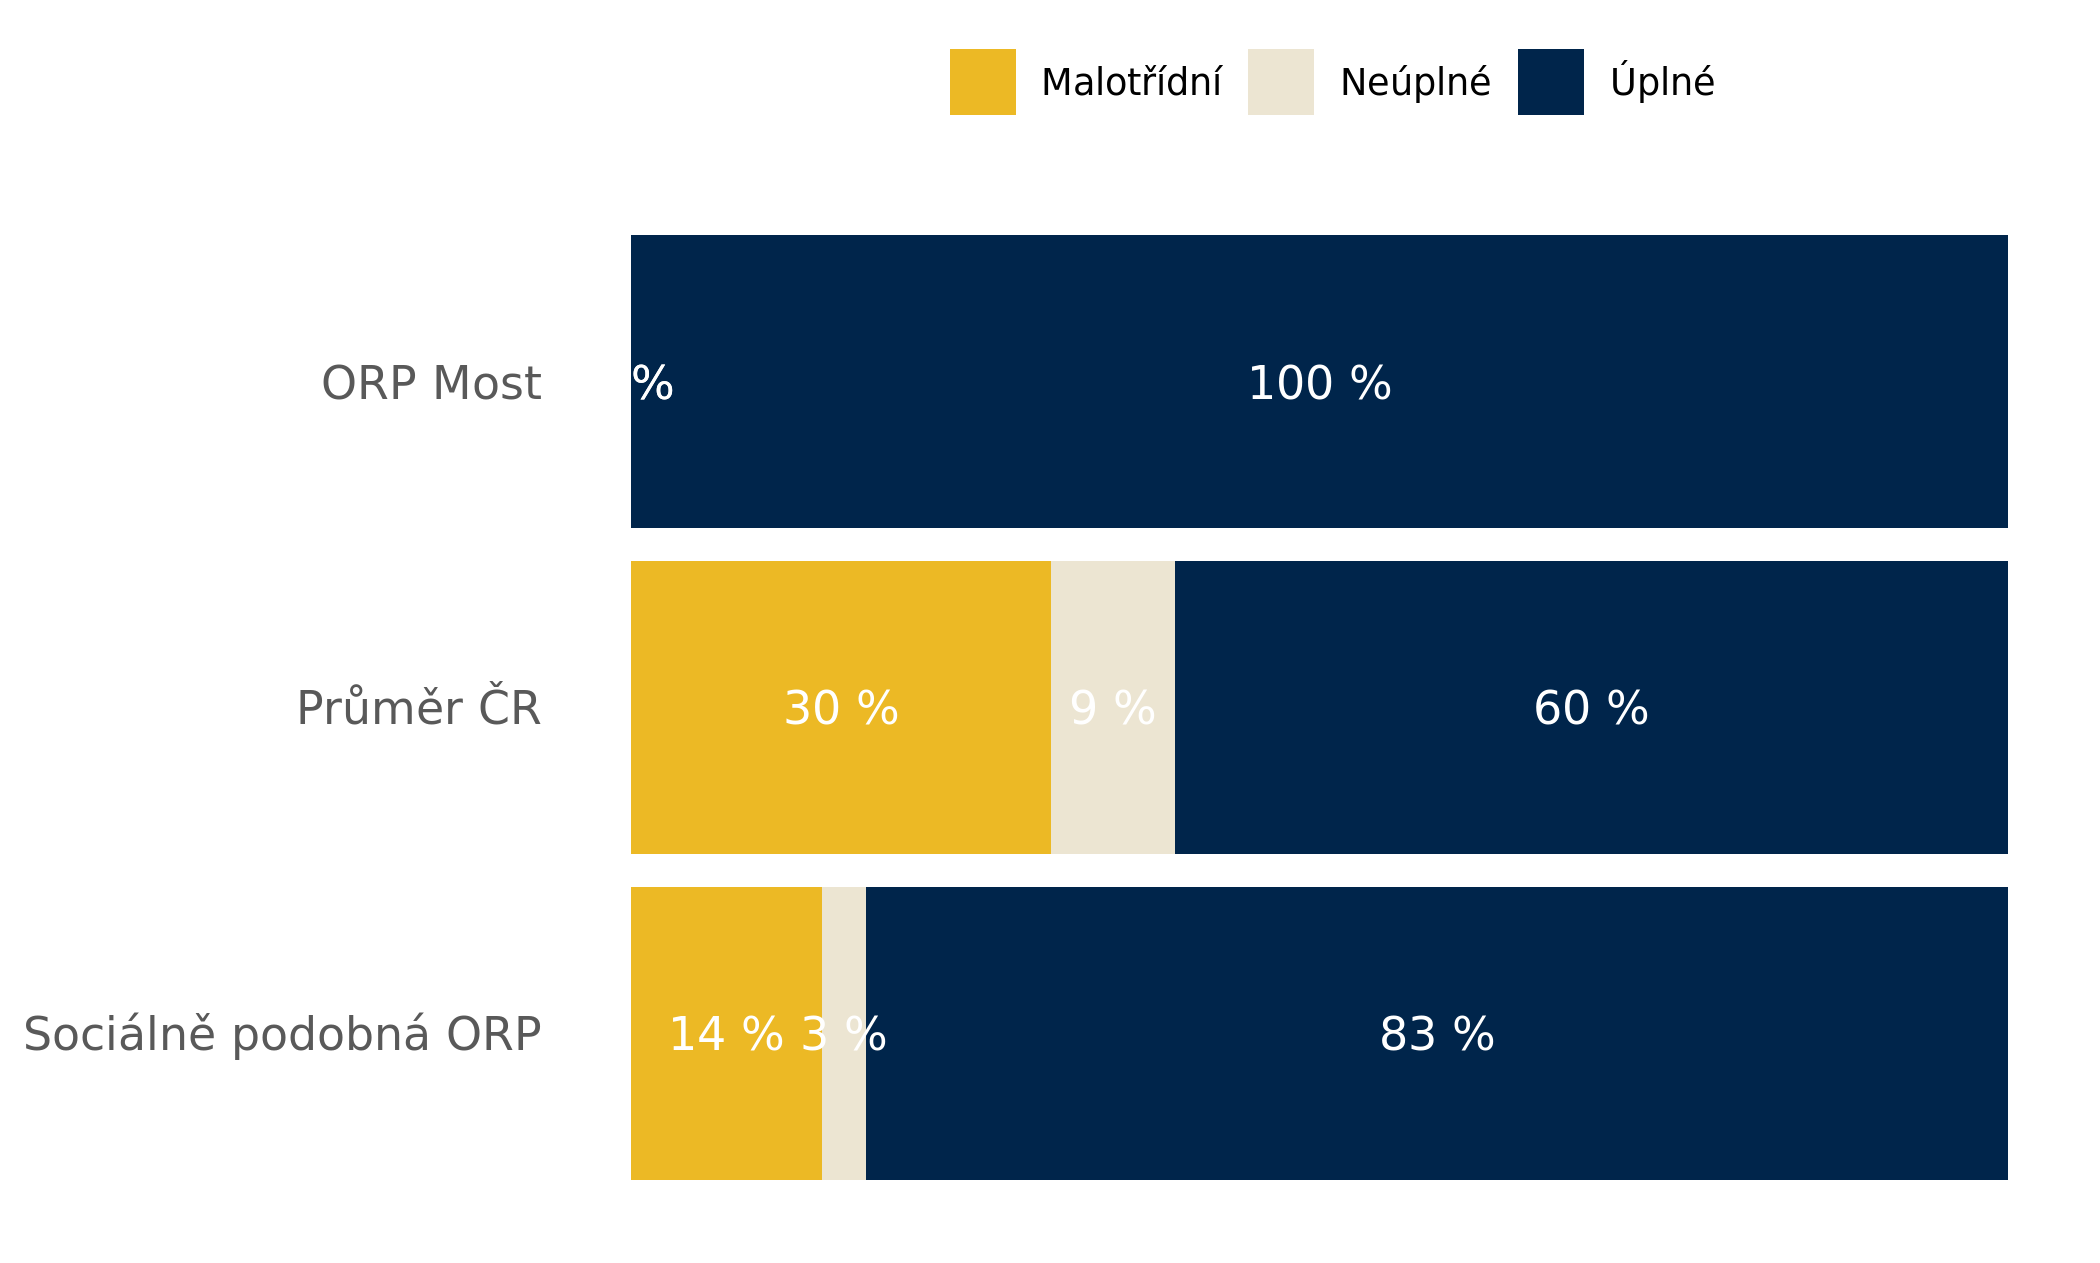 Malotřídní Neúplné Úplné
ORP Most % 100 %
Průměr ČR 30 % 9 % 60 %
Sociálně podobná ORP 14 % 3 % 83 %